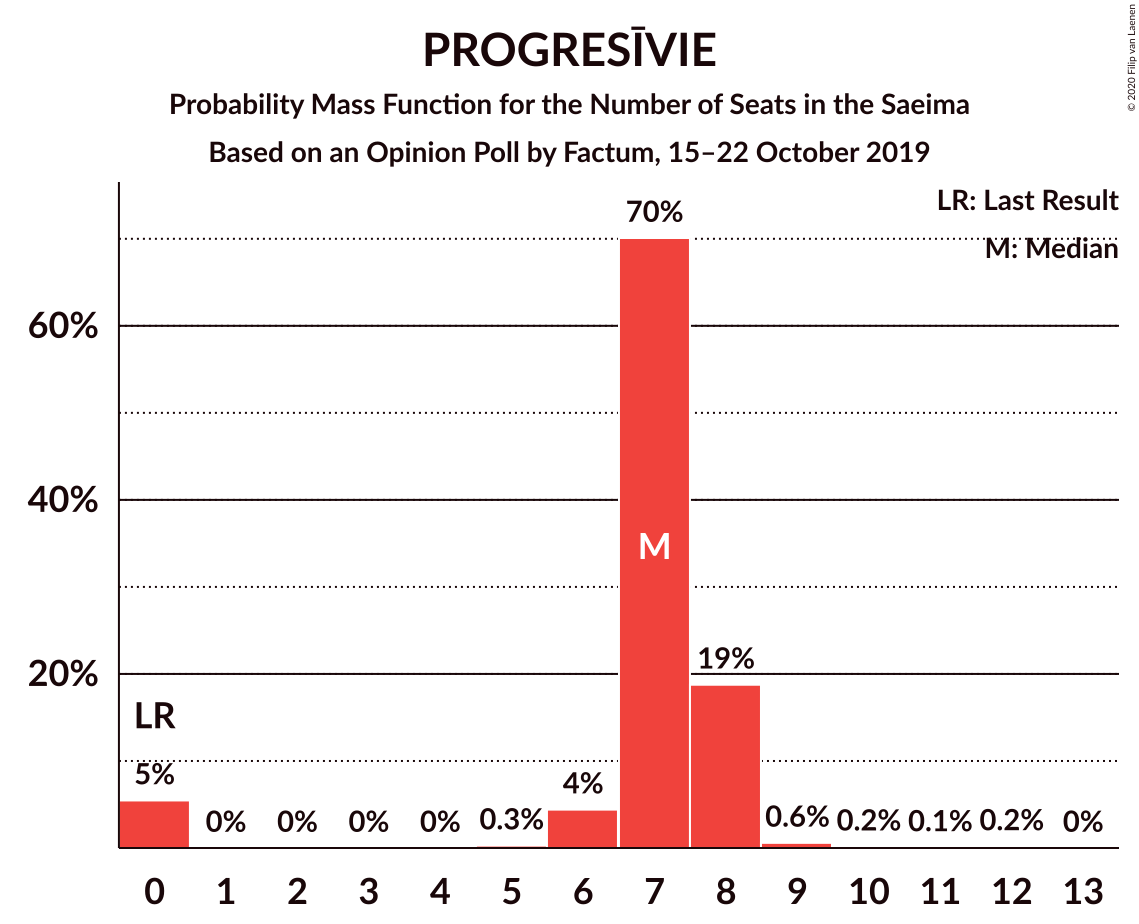 PROGRESĪVIE
Probability Mass Function for the Number of Seats in the Saeima
Based on an Opinion Poll by Factum, 15–22 October 2019
© 2020 Filip van Laenen
LR: Last Result
M: Median
70%
60%
40%
M
20%
19%
LR
5%
0%
0%
0%
0%
0.3%
4%
0.6%
0.2%
0.1%
0.2%
0%
0 1 2 3 4 5 6 7 8 9 10 11 12 13